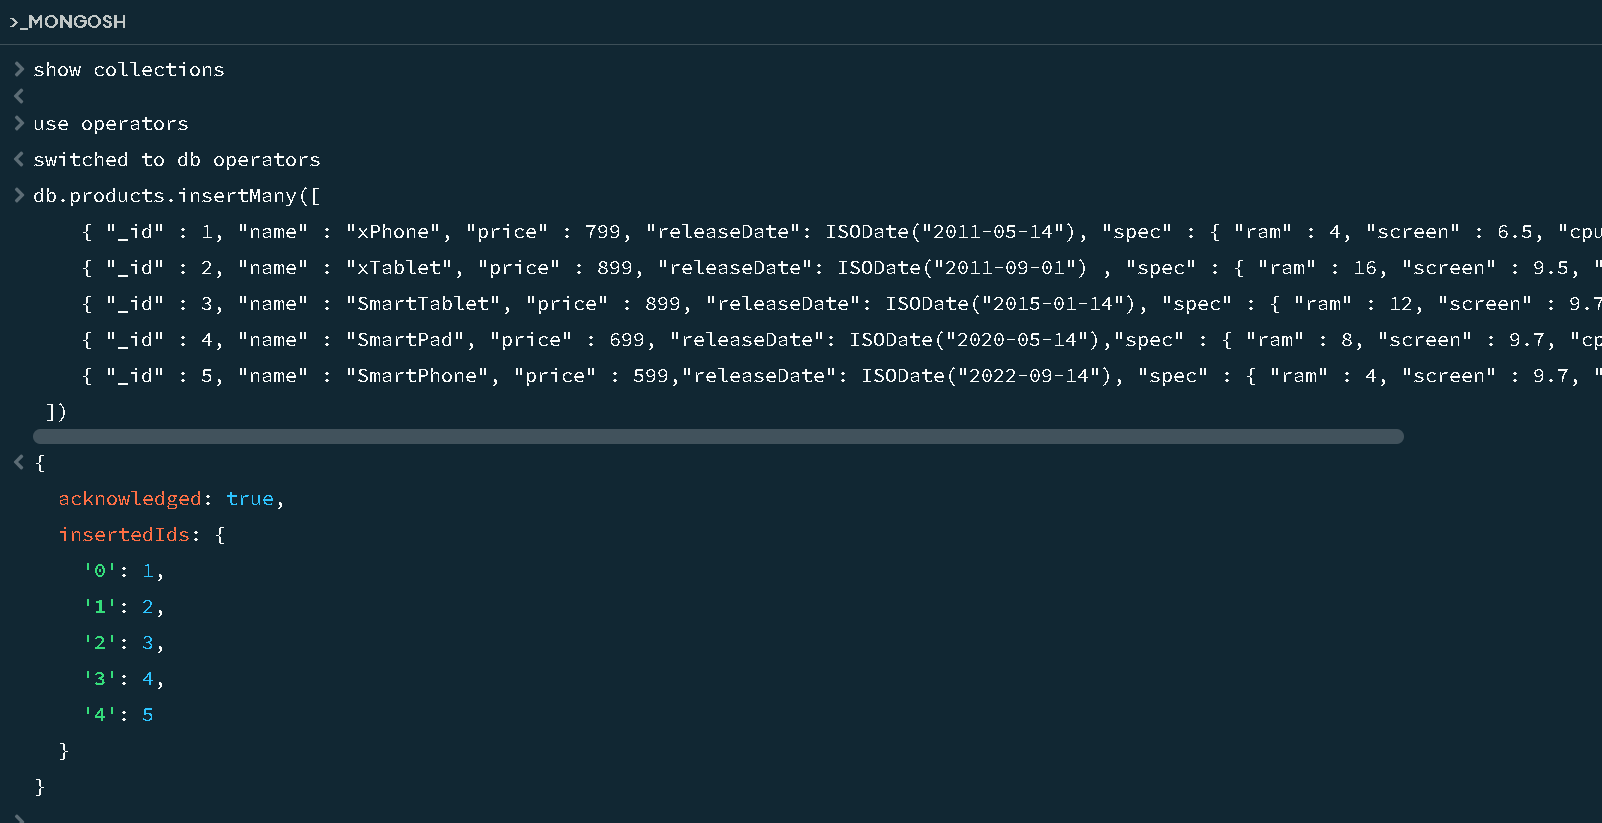 >_MONGOSH
> show collections
<
> use operators
< switched to db operators
> db.products.insertMany([
{ "_id" : 1, "name" : "xPhone", "price" : 799, "releaseDate": ISODate("2011-05-14"), "spec" : { "ram" : 4, "screen" : 6.5, "cpu
{ "_id" : 2, "name" : "xTablet", "price" : 899, "releaseDate": ISODate("2011-09-01") , "spec" : { "ram" : 16, "screen" : 9.5, "
{ "_id" : 3, "name" : "SmartTablet", "price" : 899, "releaseDate": ISODate("2015-01-14"), "spec" : { "ram" : 12, "screen" : 9.7
{ "_id" : 4, "name" : "SmartPad", "price" : 699, "releaseDate": ISODate("2020-05-14"),"spec" : { "ram" : 8, "screen" : 9.7, "cp
{ "_id" : 5, "name" : "SmartPhone", "price" : 599,"releaseDate": ISODate("2022-09-14"), "spec" : { "ram" : 4, "screen" : 9.7, "
])
< {
acknowledged: true,
insertedIds: {
'0': 1,
'1': 2,
'2': 3,
'3': 4,
'4': 5
}
}
>